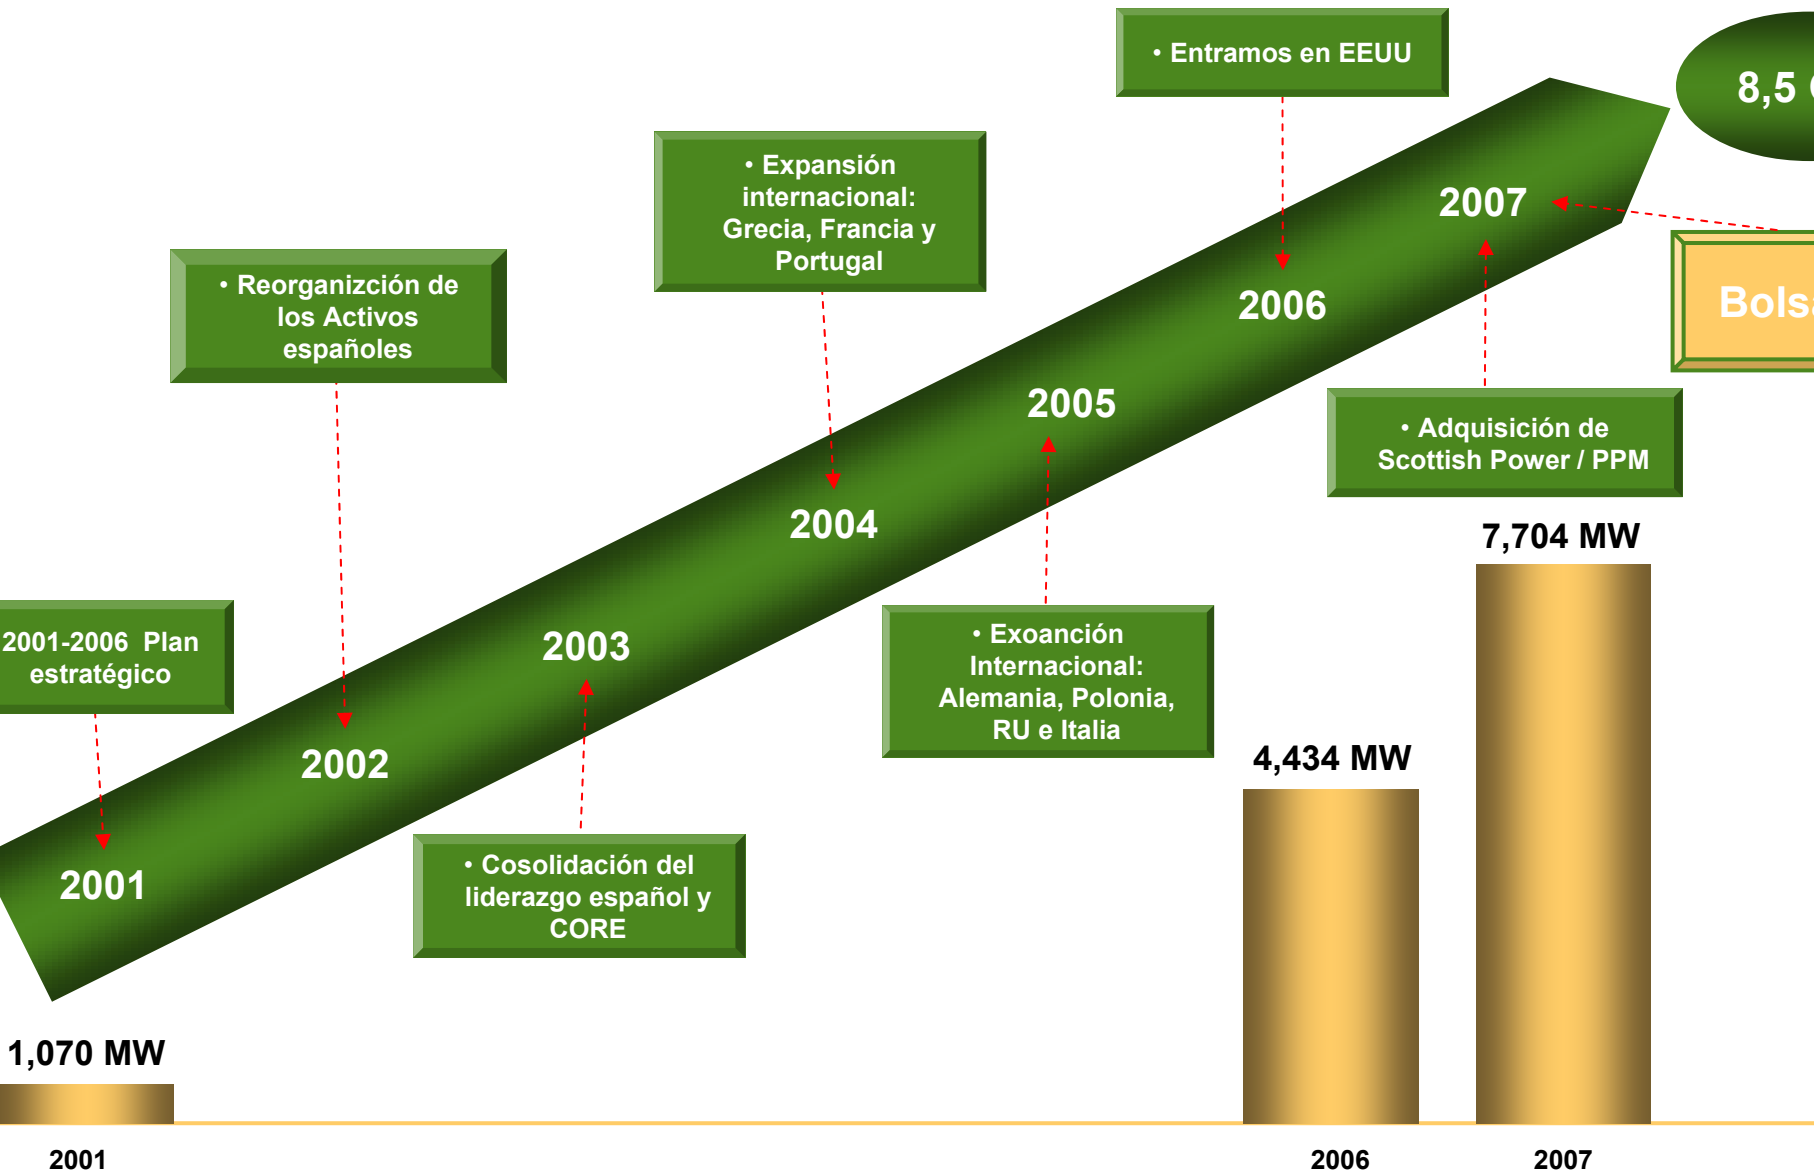 • Entramos en EEUU
8,5
• Expansión
internacional:
Grecia, Francia y
Portugal
2007
• Reorganizción de
los Activos
españoles
2006
2005
• Adquisición de
Scottish Power / PPM
2004
7,704 MW
2001-2006 Plan
estratégico
2003
• Exoanción
Internacional:
Alemania, Polonia,
RU e Italia
2002
4,434 MW
2001
• Cosolidación del
liderazgo español y
CORE
1,070 MW
2001
2006
2007